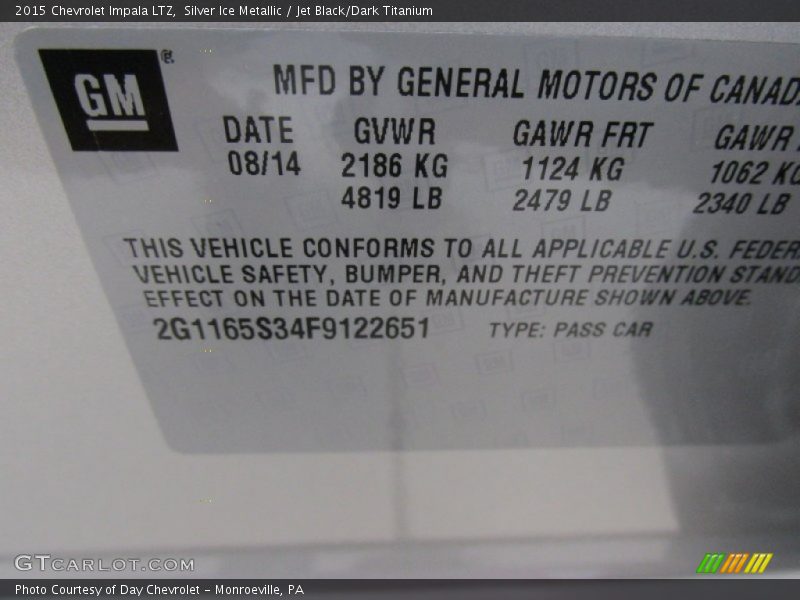 2015 Chevrolet Impala LTZ, Silver Ice Metallic / Jet Black/Dark Titanium
GM ®
MFD BY GENERAL MOTORS OF CANAD
DATE GVWR GAWR FRT GAWR
08/14 2186 KG 1124 KG 1062 KG
4819 LB 2479 LB 2340 LB
THIS VEHICLE CONFORMS TO ALL APPLICABLE U.S. FEDER
VEHICLE SAFETY, BUMPER, AND THEFT PREVENTION STAND
EFFECT ON THE DATE OF MANUFACTURE SHOWN ABOVE.
2G1165S34F9122651 TYPE: PASS CAR
GTCARLOT.COM
Photo Courtesy of Day Chevrolet - Monroeville, PA